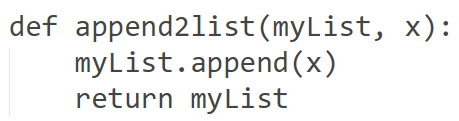 def append2list(myList, x):
    myList.append(x)
    return myList